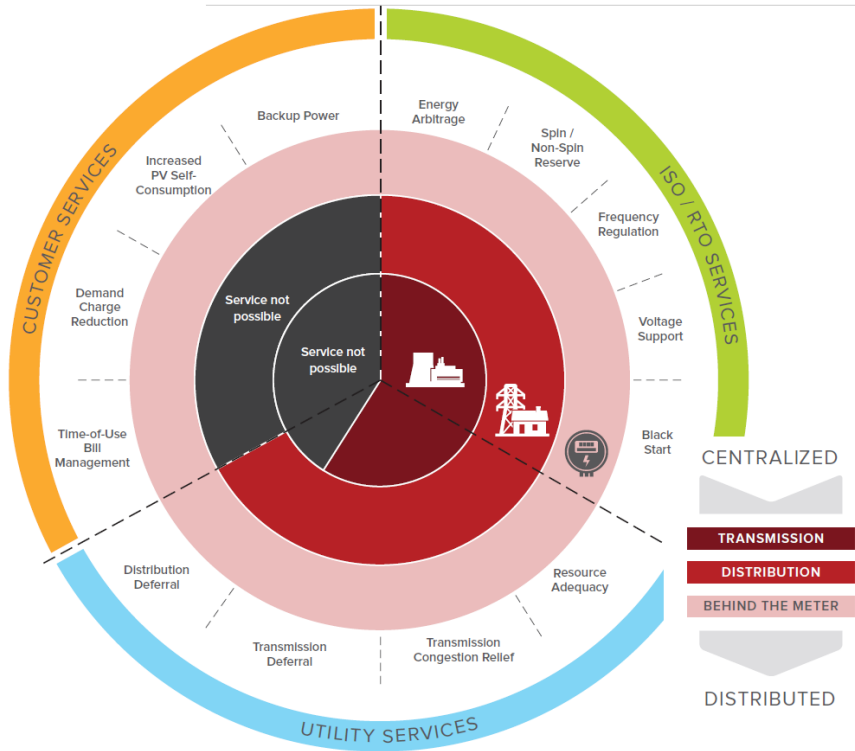 CUSTOMER SERVICES
ISO / RTO SERVICES
UTILITY SERVICES
Backup Power
Increased
PV Self-
Consumption
Demand
Charge
Reduction
Time-of-Use
Bill
Management
Energy
Arbitrage
Spin /
Non-Spin
Reserve
Frequency
Regulation
Voltage
Support
Black
Start
Resource
Adequacy
Transmission
Congestion Relief
Transmission
Deferral
Distribution
Deferral
Service not
possible
Service not
possible
CENTRALIZED
TRANSMISSION
DISTRIBUTION
BEHIND THE METER
DISTRIBUTED